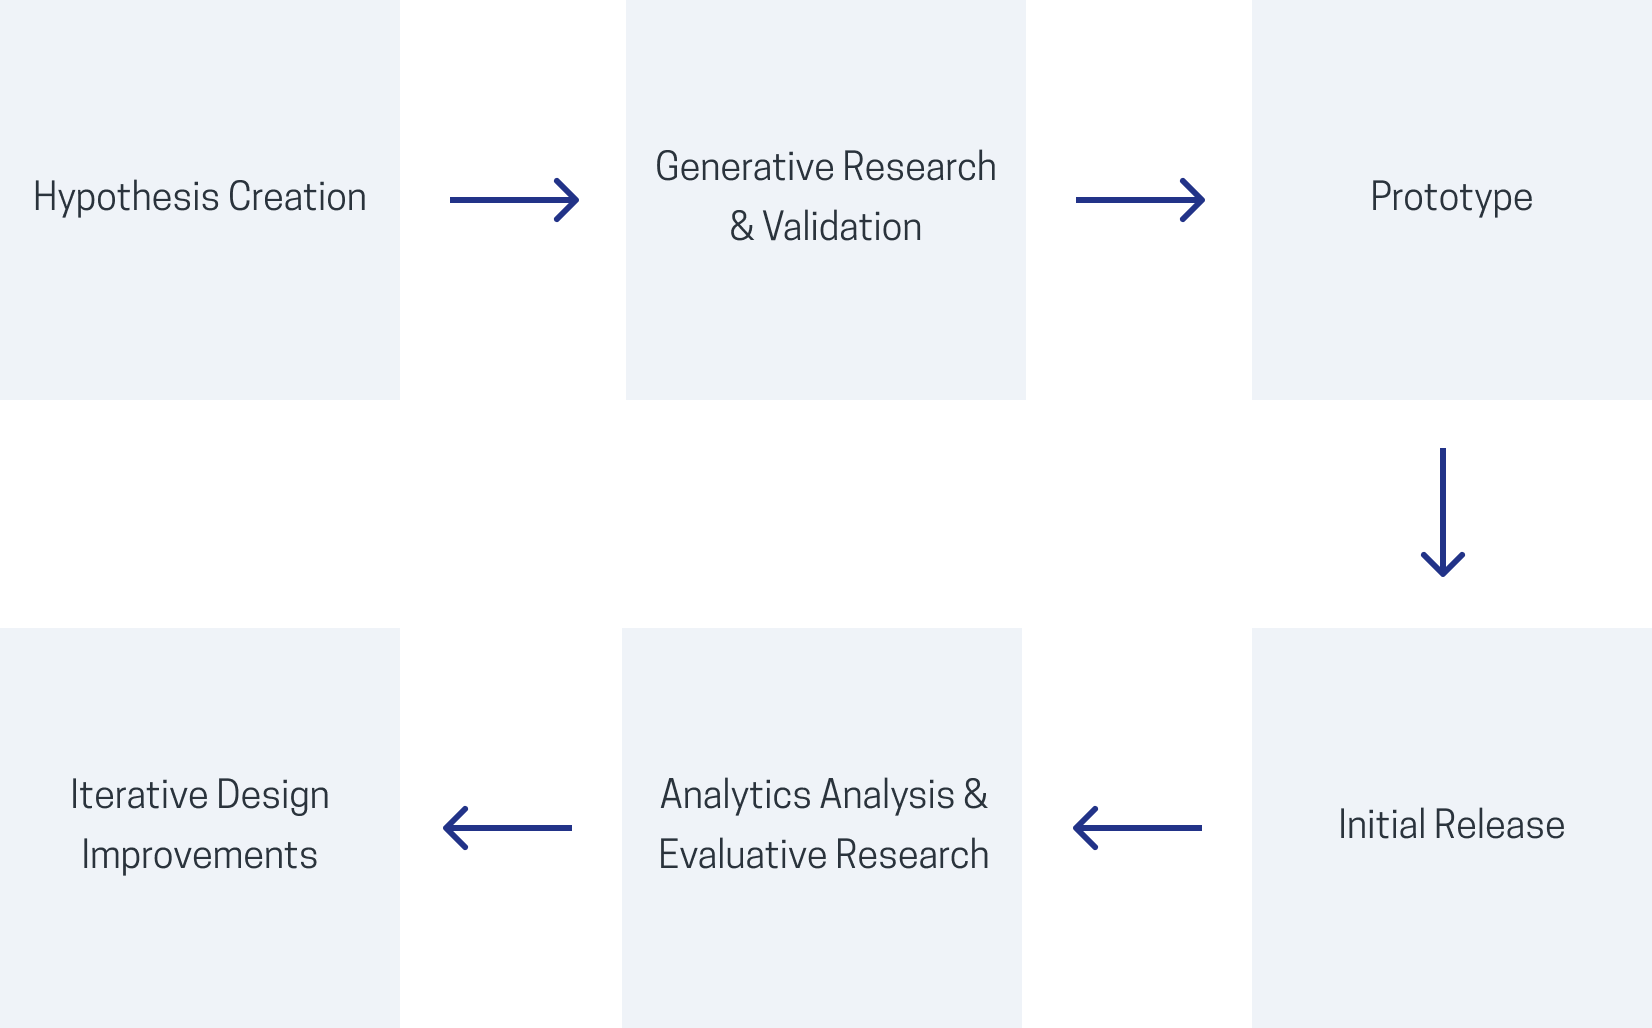 Hypothesis Creation
Generative Research
& Validation
Prototype
Initial Release
Analytics Analysis &
Evaluative Research
Iterative Design
Improvements